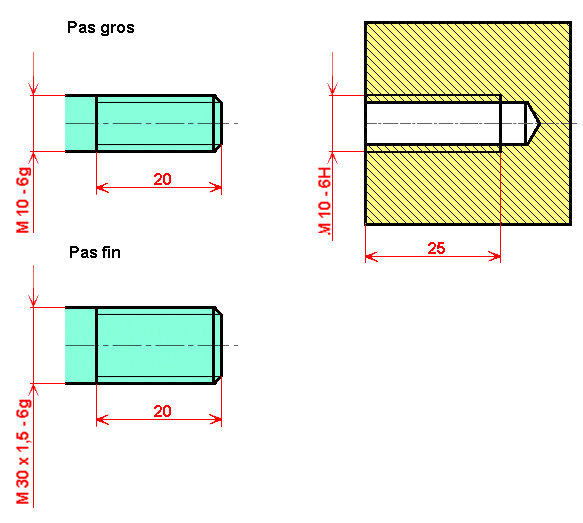 Pas gros
M 10 - 6g
20
M 10 - 6H
25
Pas fin
M 30 x 1,5 - 6g
20